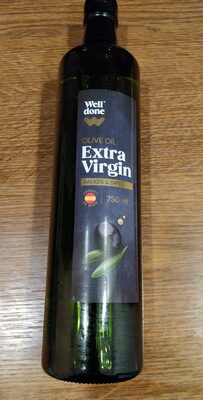 Well
done
OLIVE OIL
Extra
Virgin
SALADS & DIPS
750 ml